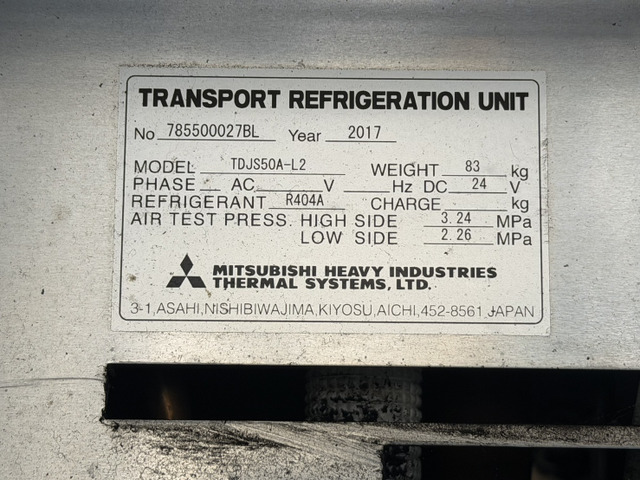 TRANSPORT REFRIGERATION UNIT
No 785500027BL Year 2017
MODEL TDJS50A-L2 WEIGHT 83 kg
PHASE AC V Hz DC 24 V
REFRIGERANT R404A CHARGE kg
AIR TEST PRESS. HIGH SIDE 3.24 MPa
LOW SIDE 2.26 MPa
MITSUBISHI HEAVY INDUSTRIES
THERMAL SYSTEMS, LTD.
3-1,ASAHI,NISHIBIWAJIMA,KIYOSU,AICHI,452-8561,JAPAN